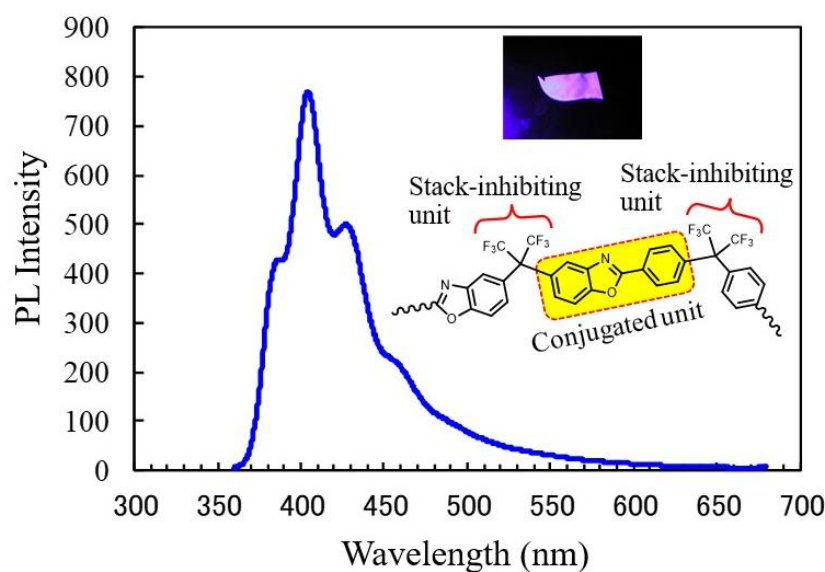 900
800
700
600
500
400
300
200
100
0
300 350 400 450 500 550 600 650 700
PL Intensity
Wavelength (nm)
Stack-inhibiting
unit
Stack-inhibiting
unit
F₃C CF₃
F₃C CF₃
N
O
N
O
Conjugated unit